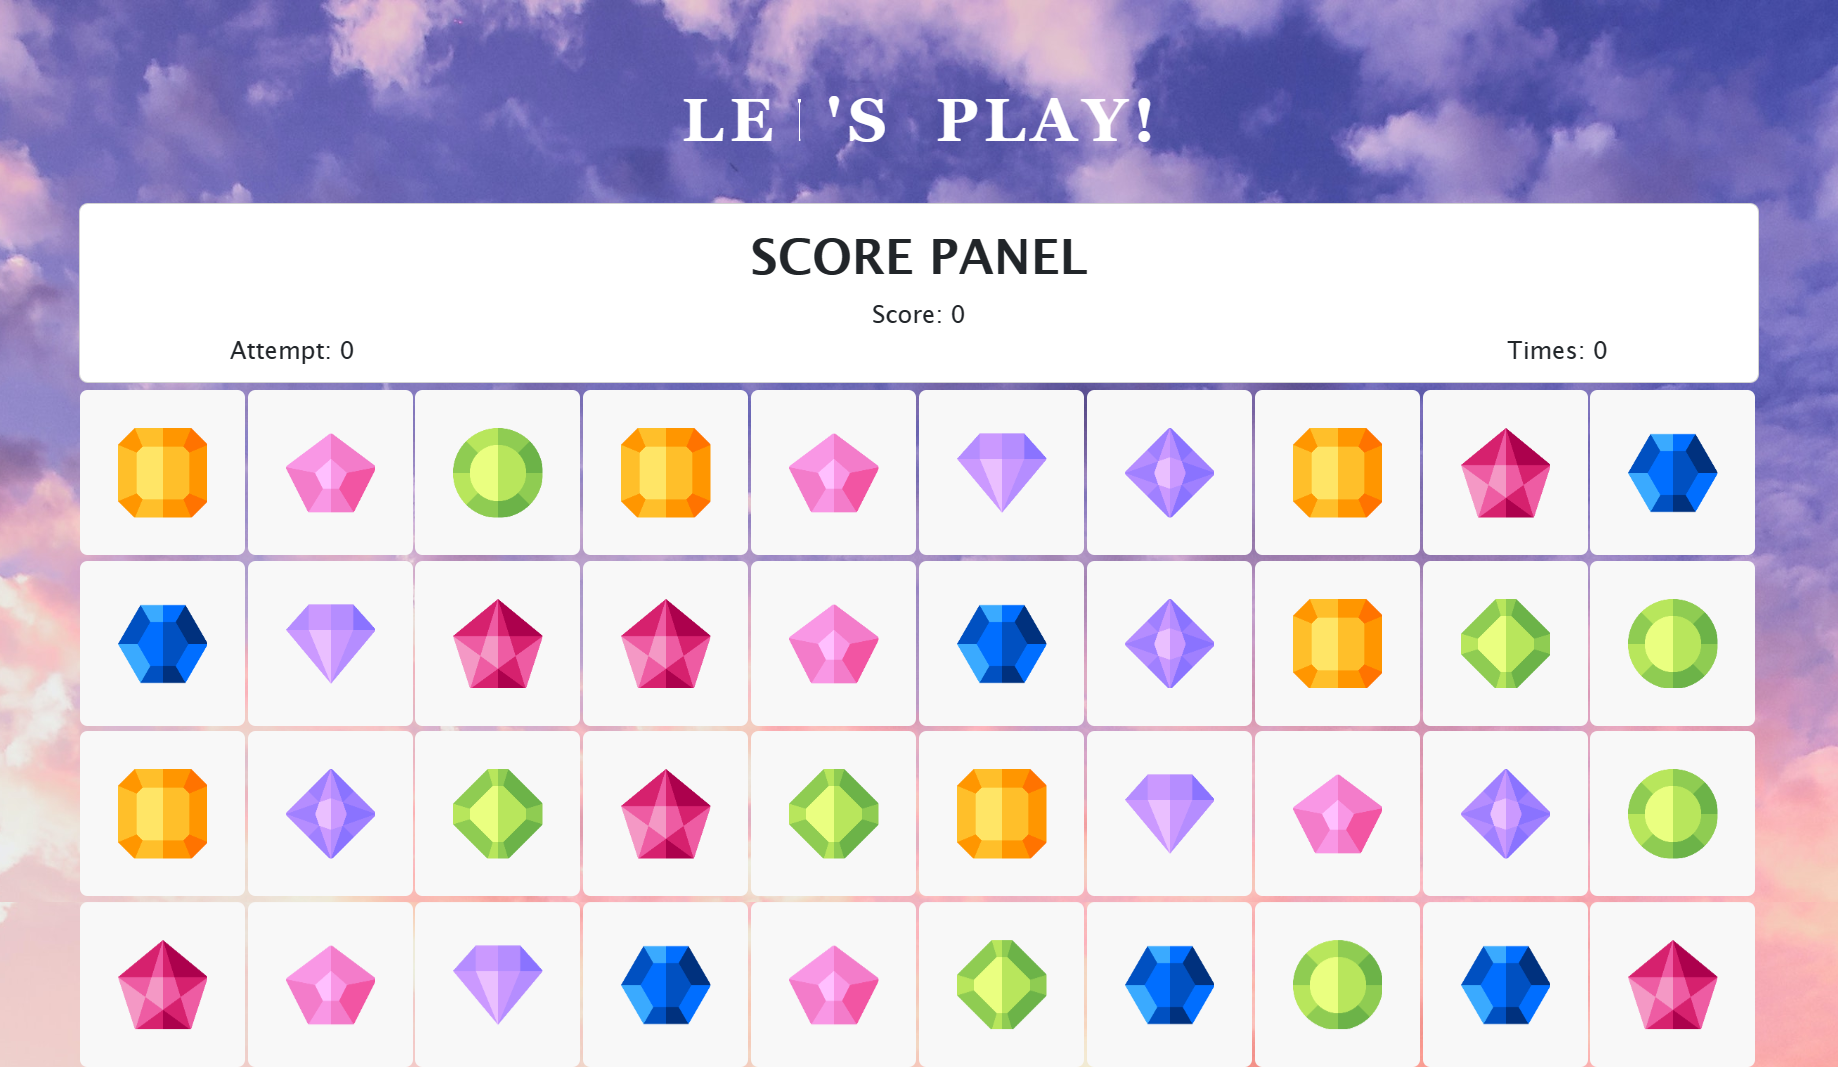 LE 'S PLAY!
SCORE PANEL
Score: 0
Attempt: 0
Times: 0